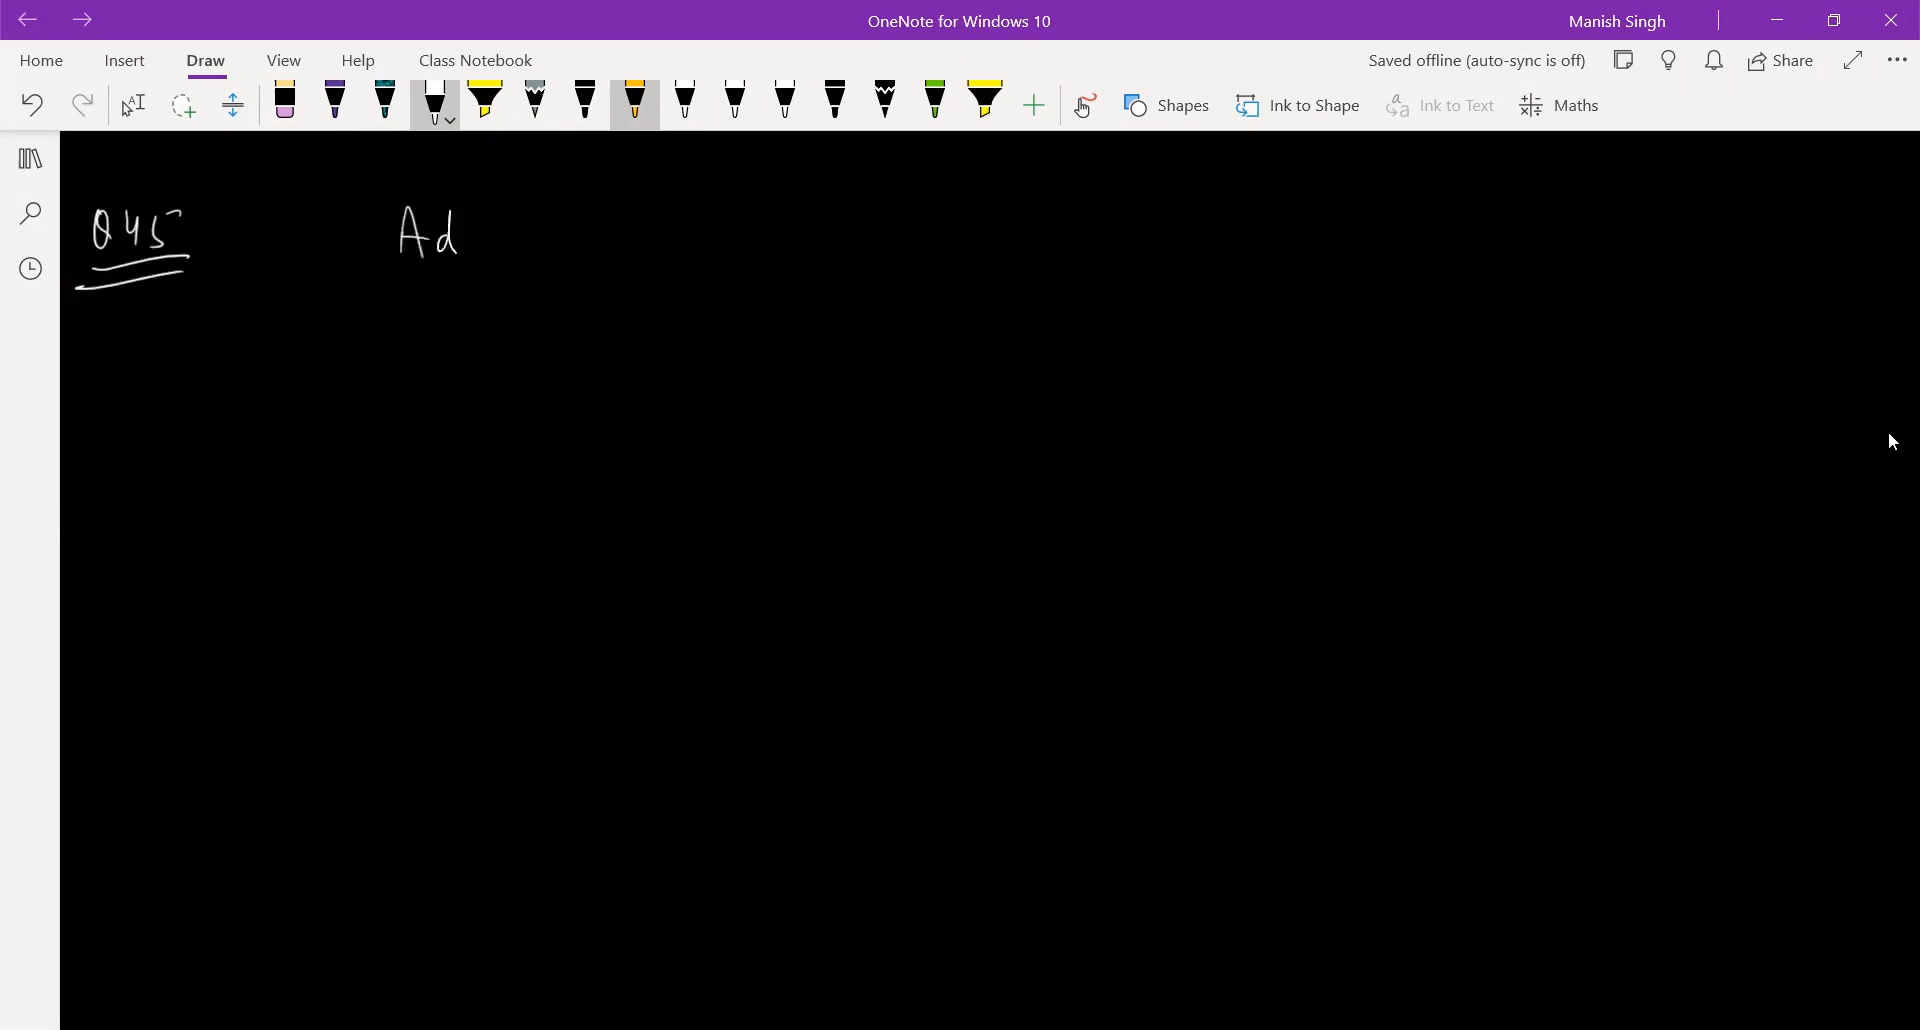 OneNote for Windows 10 Manish Singh
Home Insert Draw View Help Class Notebook Saved offline (auto-sync is off) Share
Shapes Ink to Shape Ink to Text Maths
Q45 Ad